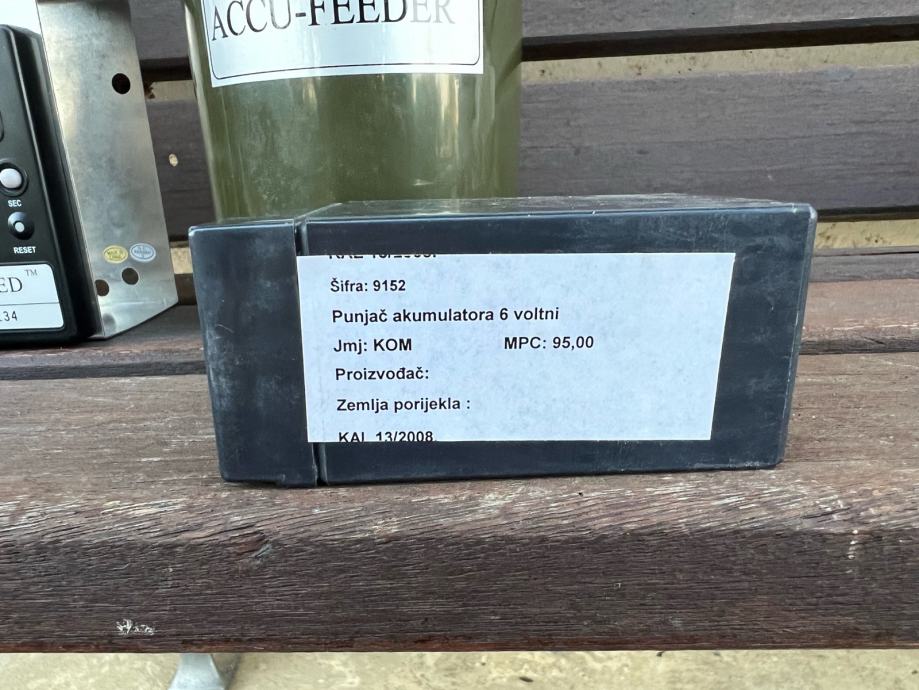 ACCU-FEEDER
SEC
RESET
ED™
134
Šifra: 9152
Punjač akumulatora 6 voltni
Jmj: KOM MPC: 95,00
Proizvođač:
Zemlja porijekla :
KAL 13/2008.